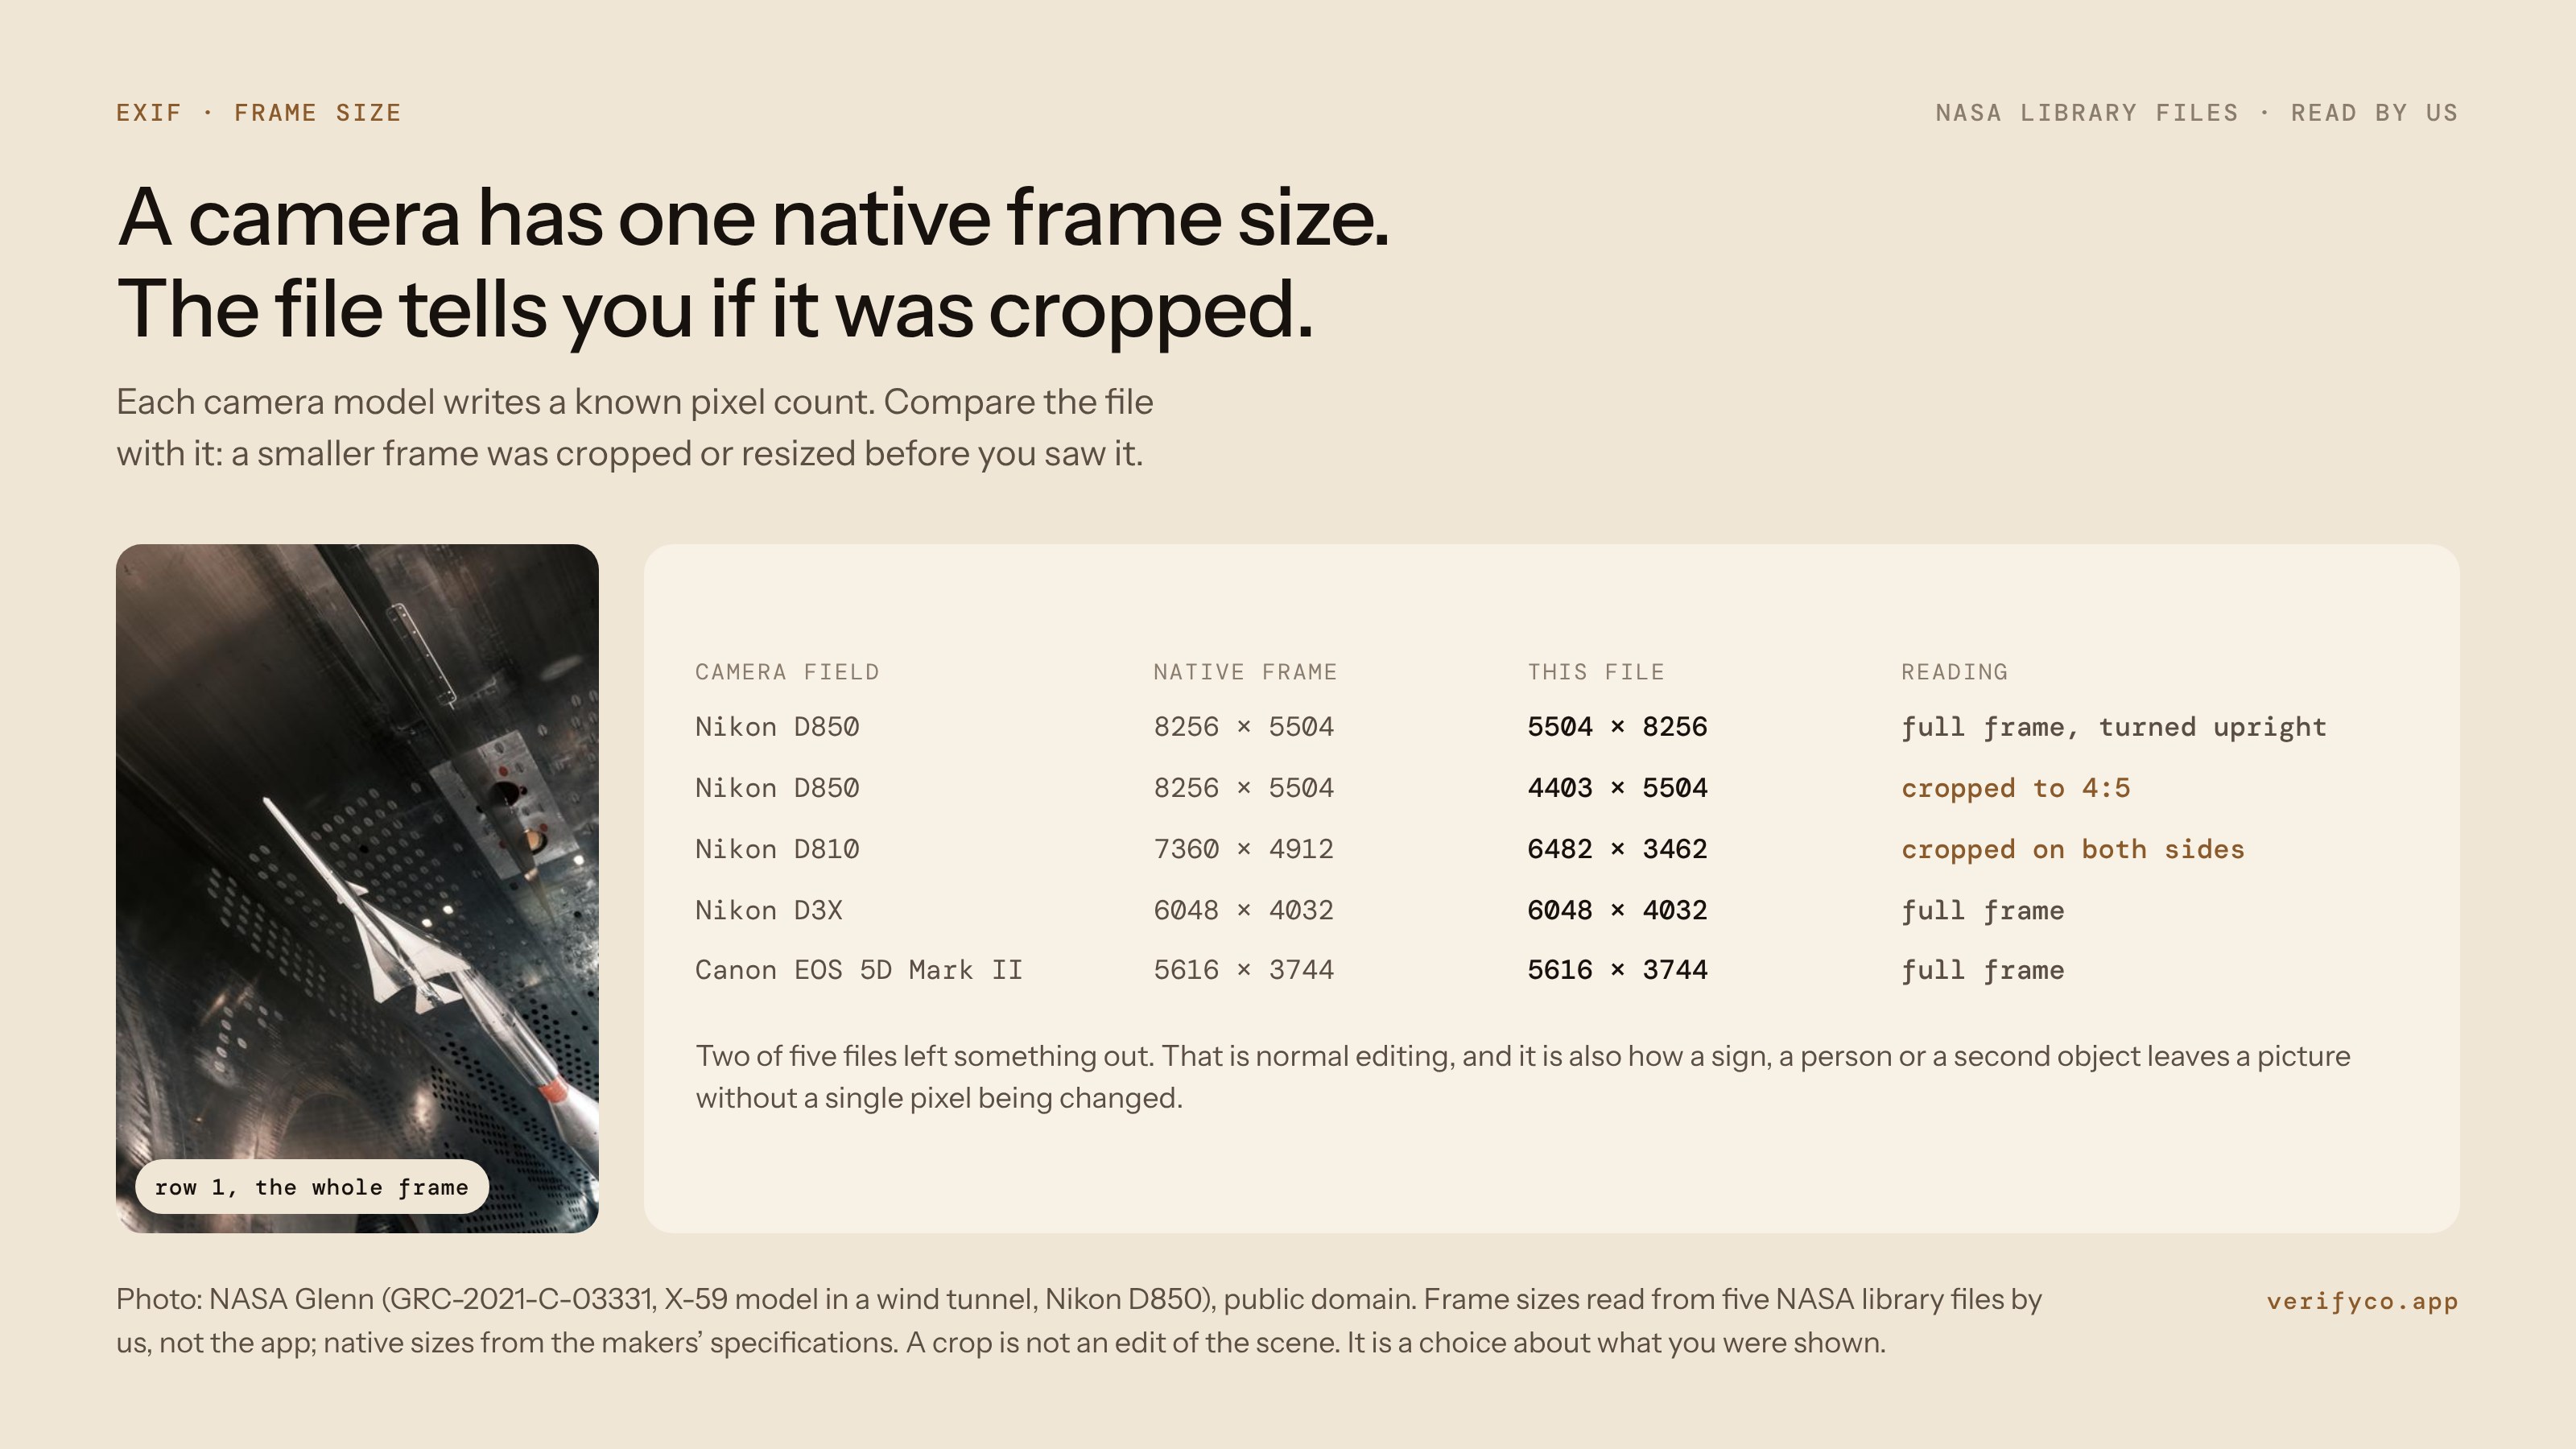 EXIF · FRAME SIZE
NASA LIBRARY FILES · READ BY US
A camera has one native frame size.
The file tells you if it was cropped.
Each camera model writes a known pixel count. Compare the file
with it: a smaller frame was cropped or resized before you saw it.
row 1, the whole frame
CAMERA FIELD NATIVE FRAME THIS FILE READING
Nikon D850 8256 × 5504 5504 × 8256 full frame, turned upright
Nikon D850 8256 × 5504 4403 × 5504 cropped to 4:5
Nikon D810 7360 × 4912 6482 × 3462 cropped on both sides
Nikon D3X 6048 × 4032 6048 × 4032 full frame
Canon EOS 5D Mark II 5616 × 3744 5616 × 3744 full frame
Two of five files left something out. That is normal editing, and it is also how a sign, a person or a second object leaves a picture
without a single pixel being changed.
Photo: NASA Glenn (GRC-2021-C-03331, X-59 model in a wind tunnel, Nikon D850), public domain. Frame sizes read from five NASA library files by
us, not the app; native sizes from the makers’ specifications. A crop is not an edit of the scene. It is a choice about what you were shown.
verifyco.app